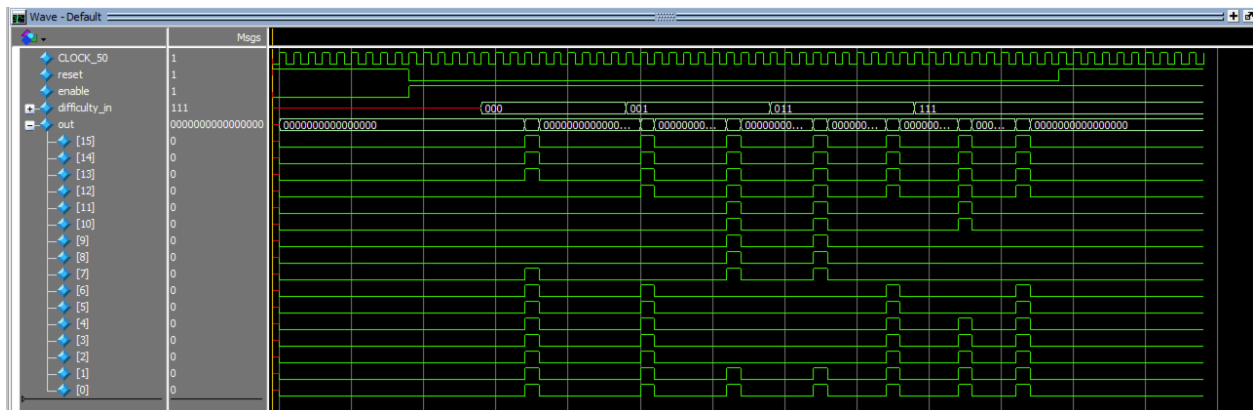 Wave - Default
Msgs
CLOCK_50 1
reset 1
enable 1
difficulty_in 111 000 001 011 111
out 0000000000000000 0000000000000000 0000000000000... 00000000... 00000000... 000000... 000000... 000... 0000000000000000
[15] 0
[14] 0
[13] 0
[12] 0
[11] 0
[10] 0
[9] 0
[8] 0
[7] 0
[6] 0
[5] 0
[4] 0
[3] 0
[2] 0
[1] 0
[0] 0